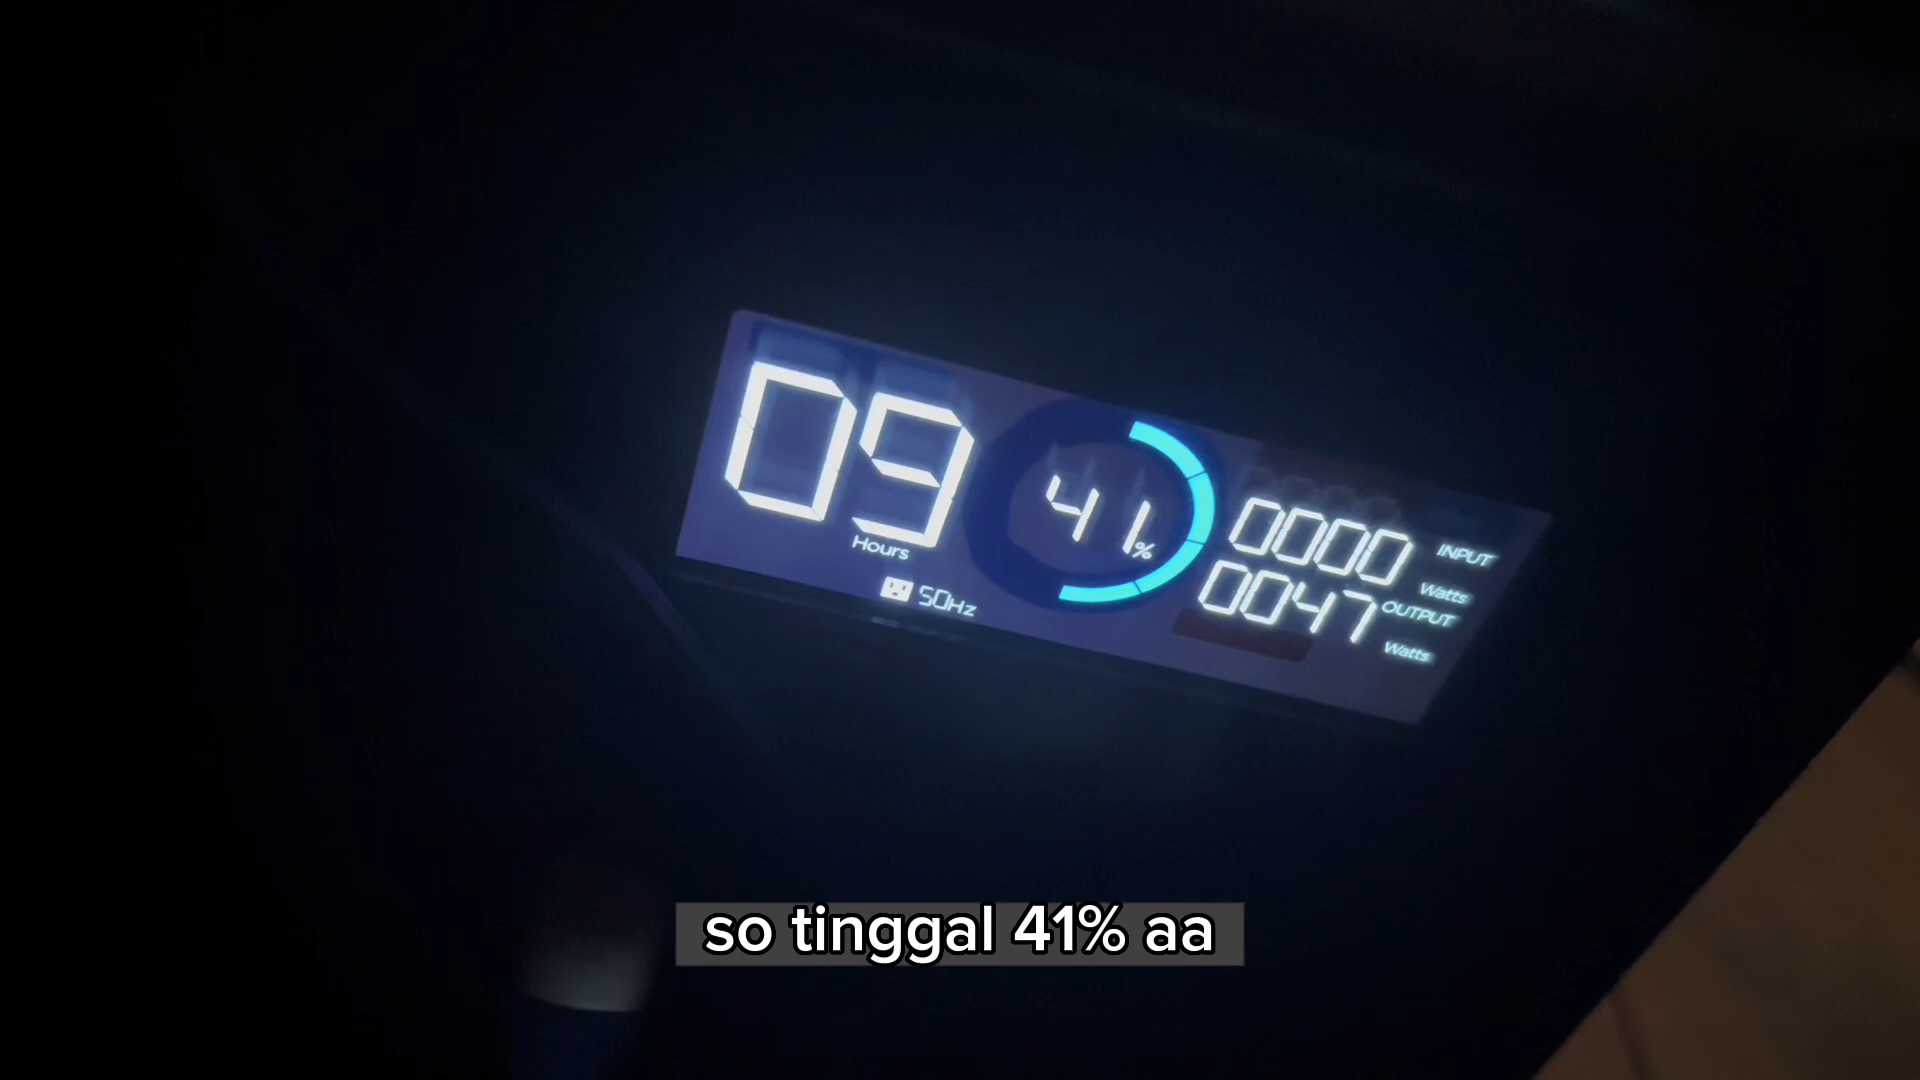 09
Hours
50Hz
41%
0000 INPUT
Watts
0047 OUTPUT
Watts
so tinggal 41% aa